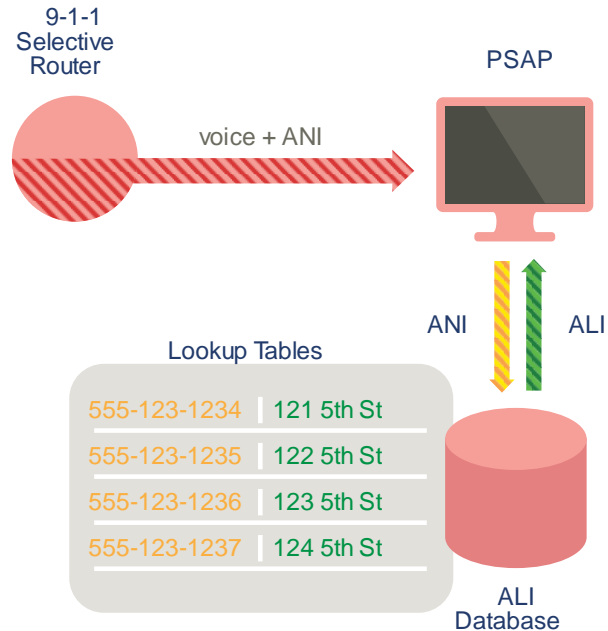 9-1-1
Selective
Router
PSAP
voice + ANI
ANI
ALI
Lookup Tables
555-123-1234 121 5th St
555-123-1235 122 5th St
555-123-1236 123 5th St
555-123-1237 124 5th St
ALI
Database